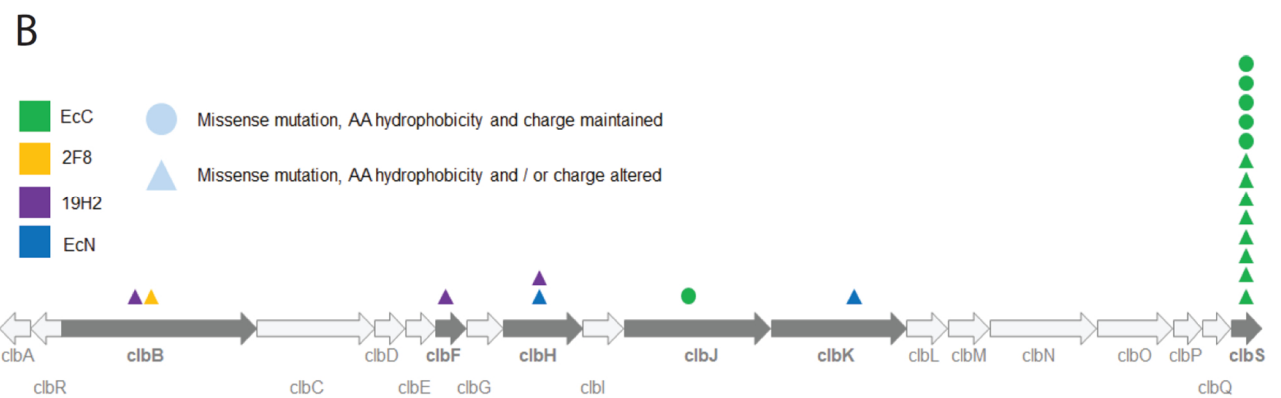 B
EcC
2F8
19H2
EcN
Missense mutation, AA hydrophobicity and charge maintained
Missense mutation, AA hydrophobicity and / or charge altered
clbA
clbB
clbD
clbF
clbH
clbJ
clbK
clbL
clbM
clbN
clbO
clbP
clbS
clbR
clbC
clbE
clbG
clbI
clbQ